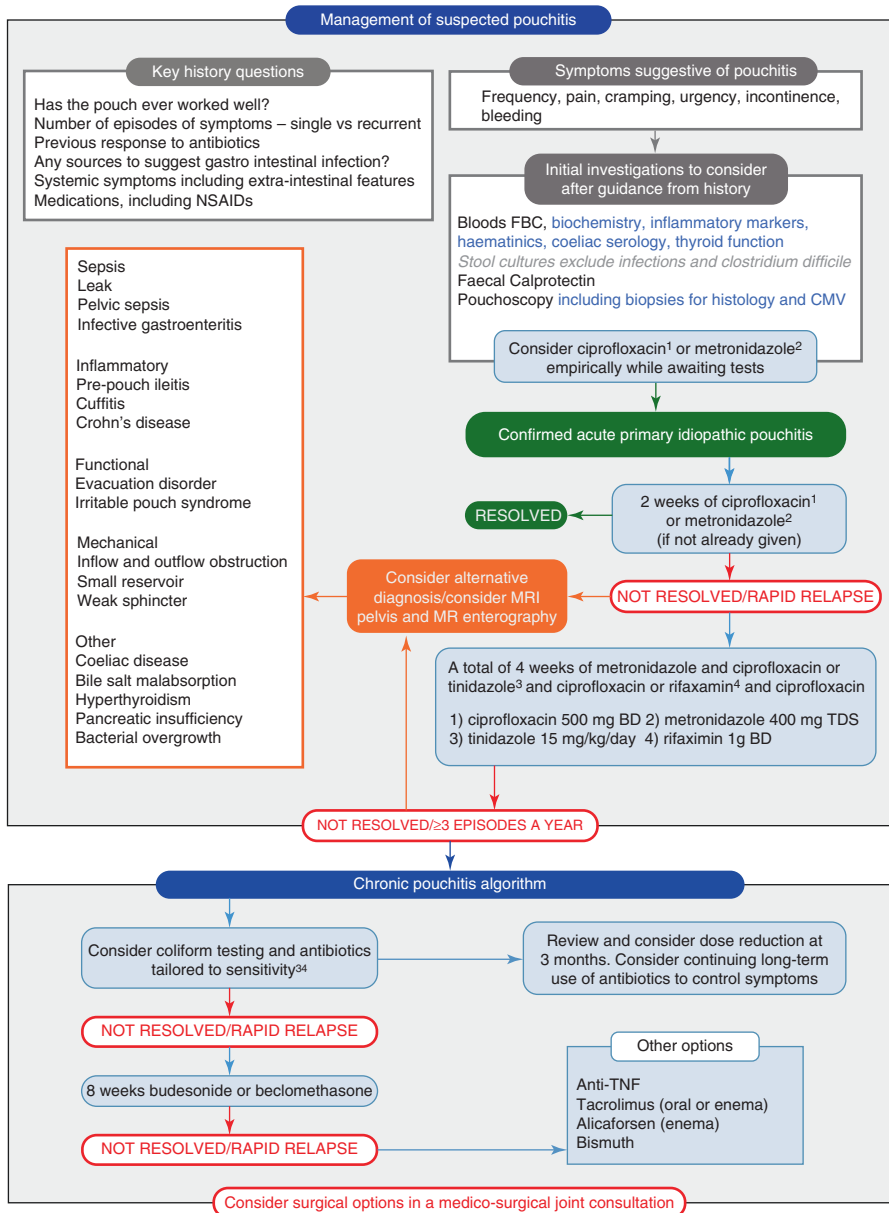 Management of suspected pouchitis
Key history questions
Has the pouch ever worked well?
Number of episodes of symptoms – single vs recurrent
Previous response to antibiotics
Any sources to suggest gastro intestinal infection?
Systemic symptoms including extra-intestinal features
Medications, including NSAIDs
Symptoms suggestive of pouchitis
Frequency, pain, cramping, urgency, incontinence,
bleeding
Initial investigations to consider
after guidance from history
Bloods FBC, biochemistry, inflammatory markers,
haematinics, coeliac serology, thyroid function
Stool cultures exclude infections and clostridium difficile
Faecal Calprotectin
Pouchoscopy including biopsies for histology and CMV
Consider ciprofloxacin¹ or metronidazole²
empirically while awaiting tests
Confirmed acute primary idiopathic pouchitis
2 weeks of ciprofloxacin¹
or metronidazole²
(if not already given)
RESOLVED
NOT RESOLVED/RAPID RELAPSE
Consider alternative
diagnosis/consider MRI
pelvis and MR enterography
Sepsis
Leak
Pelvic sepsis
Infective gastroenteritis
Inflammatory
Pre-pouch ileitis
Cuffitis
Crohn's disease
Functional
Evacuation disorder
Irritable pouch syndrome
Mechanical
Inflow and outflow obstruction
Small reservoir
Weak sphincter
Other
Coeliac disease
Bile salt malabsorption
Hyperthyroidism
Pancreatic insufficiency
Bacterial overgrowth
A total of 4 weeks of metronidazole and ciprofloxacin or
tinidazole³ and ciprofloxacin or rifaxamin⁴ and ciprofloxacin
1) ciprofloxacin 500 mg BD 2) metronidazole 400 mg TDS
3) tinidazole 15 mg/kg/day 4) rifaximin 1g BD
NOT RESOLVED/≥3 EPISODES A YEAR
Chronic pouchitis algorithm
Consider coliform testing and antibiotics
tailored to sensitivity³⁴
Review and consider dose reduction at
3 months. Consider continuing long-term
use of antibiotics to control symptoms
NOT RESOLVED/RAPID RELAPSE
8 weeks budesonide or beclomethasone
NOT RESOLVED/RAPID RELAPSE
Other options
Anti-TNF
Tacrolimus (oral or enema)
Alicaforsen (enema)
Bismuth
Consider surgical options in a medico-surgical joint consultation